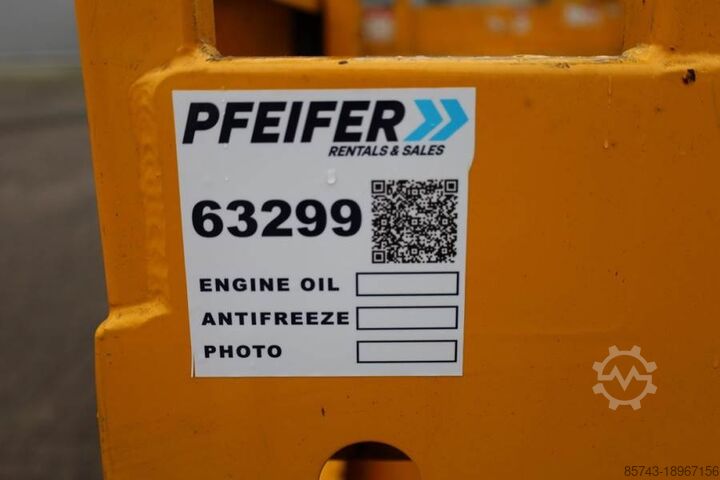 PFEIFER
RENTALS & SALES
63299
ENGINE OIL
ANTIFREEZE
PHOTO
85743-18967156